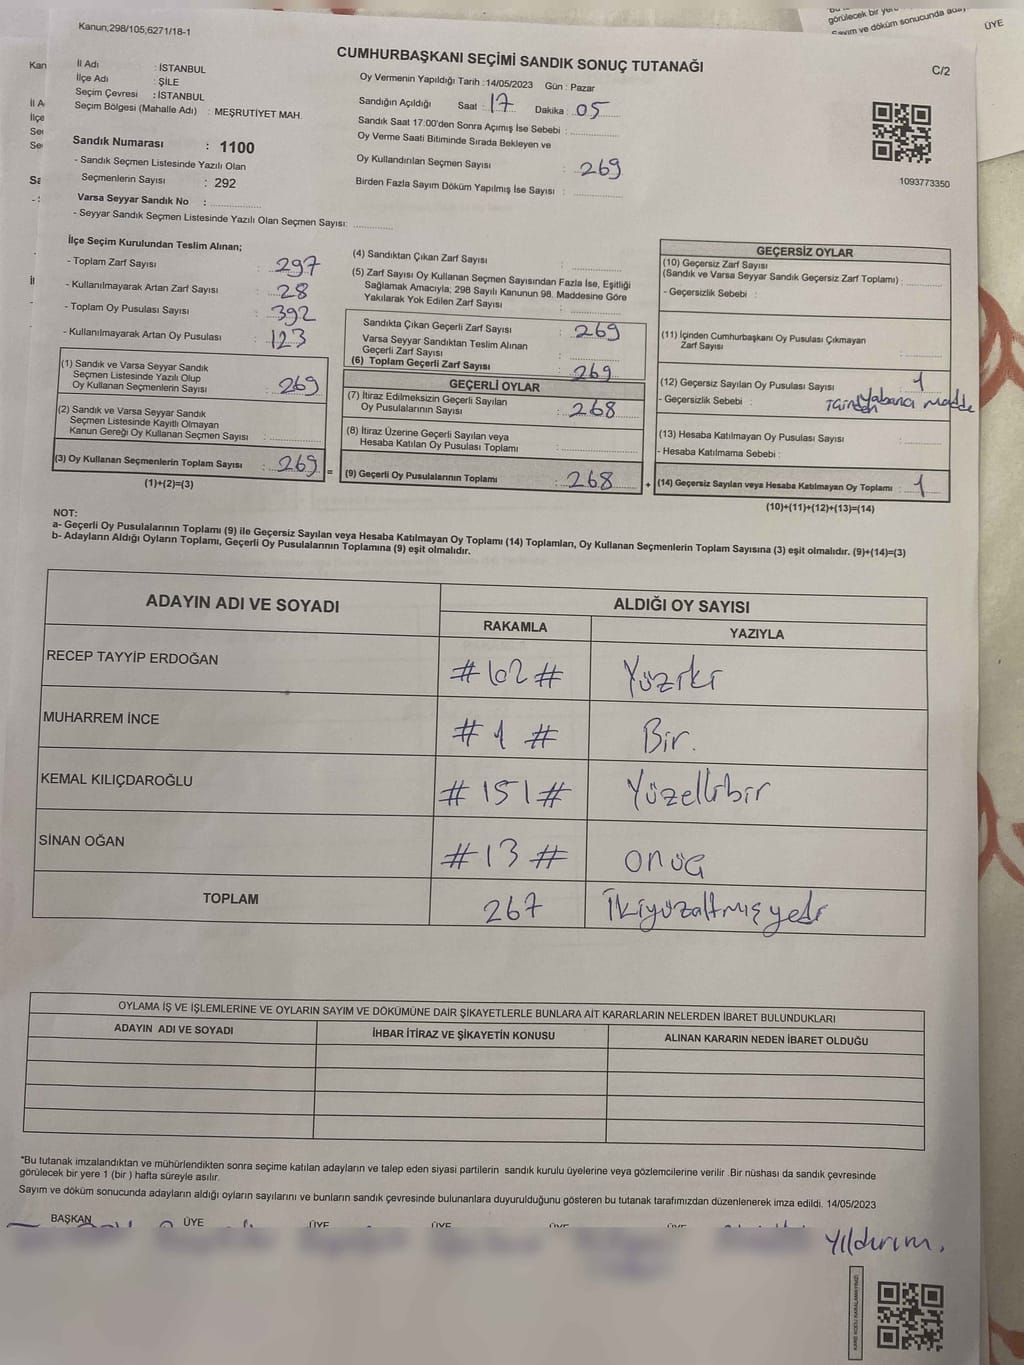 görülecek bir yere
Sayım ve döküm sonucunda
ÜYE
Kanun;298/105,6271/18-1
CUMHURBAŞKANI SEÇİMİ SANDIK SONUÇ TUTANAĞI
C/2
İl Adı : İSTANBUL
İlçe Adı : ŞİLE
Seçim Çevresi : İSTANBUL
Seçim Bölgesi (Mahalle Adı) : MEŞRUTİYET MAH.
Sandık Numarası : 1100
- Sandık Seçmen Listesinde Yazılı Olan
Seçmenlerin Sayısı : 292
Varsa Seyyar Sandık No :
- Seyyar Sandık Seçmen Listesinde Yazılı Olan Seçmen Sayısı:
Oy Vermenin Yapıldığı Tarih :14/05/2023 Gün : Pazar
Sandığın Açıldığı Saat : 17 Dakika : 05
Sandık Saat 17:00'den Sonra Açımış İse Sebebi :
Oy Verme Saati Bitiminde Sırada Bekleyen ve
Oy Kullandırılan Seçmen Sayısı : 269
Birden Fazla Sayım Döküm Yapılmış İse Sayısı :
1093773350
İlçe Seçim Kurulundan Teslim Alınan;
- Toplam Zarf Sayısı : 297
- Kullanılmayarak Artan Zarf Sayısı : 28
- Toplam Oy Pusulası Sayısı : 392
- Kullanılmayarak Artan Oy Pusulası : 123
(1) Sandık ve Varsa Seyyar Sandık
Seçmen Listesinde Yazılı Olup
Oy Kullanan Seçmenlerin Sayısı : 269
(2) Sandık ve Varsa Seyyar Sandık
Seçmen Listesinde Kayıtlı Olmayan
Kanun Gereği Oy Kullanan Seçmen Sayısı :
(3) Oy Kullanan Seçmenlerin Toplam Sayısı : 269 =
(1)+(2)=(3)
(4) Sandıktan Çıkan Zarf Sayısı :
(5) Zarf Sayısı Oy Kullanan Seçmen Sayısından Fazla İse, Eşitliği
Sağlamak Amacıyla; 298 Sayılı Kanunun 98. Maddesine Göre
Yakılarak Yok Edilen Zarf Sayısı :
Sandıkta Çıkan Geçerli Zarf Sayısı : 269
Varsa Seyyar Sandıktan Teslim Alınan
Geçerli Zarf Sayısı :
(6) Toplam Geçerli Zarf Sayısı : 269
GEÇERLİ OYLAR
(7) İtiraz Edilmeksizin Geçerli Sayılan
Oy Pusulalarının Sayısı : 268
(8) İtiraz Üzerine Geçerli Sayılan veya
Hesaba Katılan Oy Pusulası Toplamı :
(9) Geçerli Oy Pusulalarının Toplamı : 268 +
GEÇERSİZ OYLAR
(10) Geçersiz Zarf Sayısı
(Sandık ve Varsa Seyyar Sandık Geçersiz Zarf Toplamı) :
- Geçersizlik Sebebi :
(11) İçinden Cumhurbaşkanı Oy Pusulası Çıkmayan
Zarf Sayısı :
(12) Geçersiz Sayılan Oy Pusulası Sayısı : 1
- Geçersizlik Sebebi : Yabancı madde
(13) Hesaba Katılmayan Oy Pusulası Sayısı :
- Hesaba Katılmama Sebebi :
(14) Geçersiz Sayılan veya Hesaba Katılmayan Oy Toplamı : 1
(10)+(11)+(12)+(13)=(14)
NOT:
a- Geçerli Oy Pusulalarının Toplamı (9) ile Geçersiz Sayılan veya Hesaba Katılmayan Oy Toplamı (14) Toplamları, Oy Kullanan Seçmenlerin Toplam Sayısına (3) eşit olmalıdır. (9)+(14)=(3)
b- Adayların Aldığı Oyların Toplamı, Geçerli Oy Pusulalarının Toplamına (9) eşit olmalıdır.
ADAYIN ADI VE SOYADI
ALDIĞI OY SAYISI
RAKAMLA YAZIYLA
RECEP TAYYİP ERDOĞAN #102# Yüziki
MUHARREM İNCE # 1 # Bir.
KEMAL KILIÇDAROĞLU #151# Yüzellibir
SİNAN OĞAN #13# onüç
TOPLAM 267 İkiyüzaltmışyedi
OYLAMA İŞ VE İŞLEMLERİNE VE OYLARIN SAYIM VE DÖKÜMÜNE DAİR ŞİKAYETLERLE BUNLARA AİT KARARLARIN NELERDEN İBARET BULUNDUKLARI
ADAYIN ADI VE SOYADI İHBAR İTİRAZ VE ŞİKAYETİN KONUSU ALINAN KARARIN NEDEN İBARET OLDUĞU
*Bu tutanak imzalandıktan ve mühürlendikten sonra seçime katılan adayların ve talep eden siyasi partilerin sandık kurulu üyelerine veya gözlemcilerine verilir .Bir nüshası da sandık çevresinde
görülecek bir yere 1 (bir ) hafta süreyle asılır.
Sayım ve döküm sonucunda adayların aldığı oyların sayılarını ve bunların sandık çevresinde bulunanlara duyurulduğunu gösteren bu tutanak tarafımızdan düzenlenerek imza edildi. 14/05/2023
BAŞKAN ÜYE ÜYE ÜYE ÜYE ÜYE
Yıldırım.